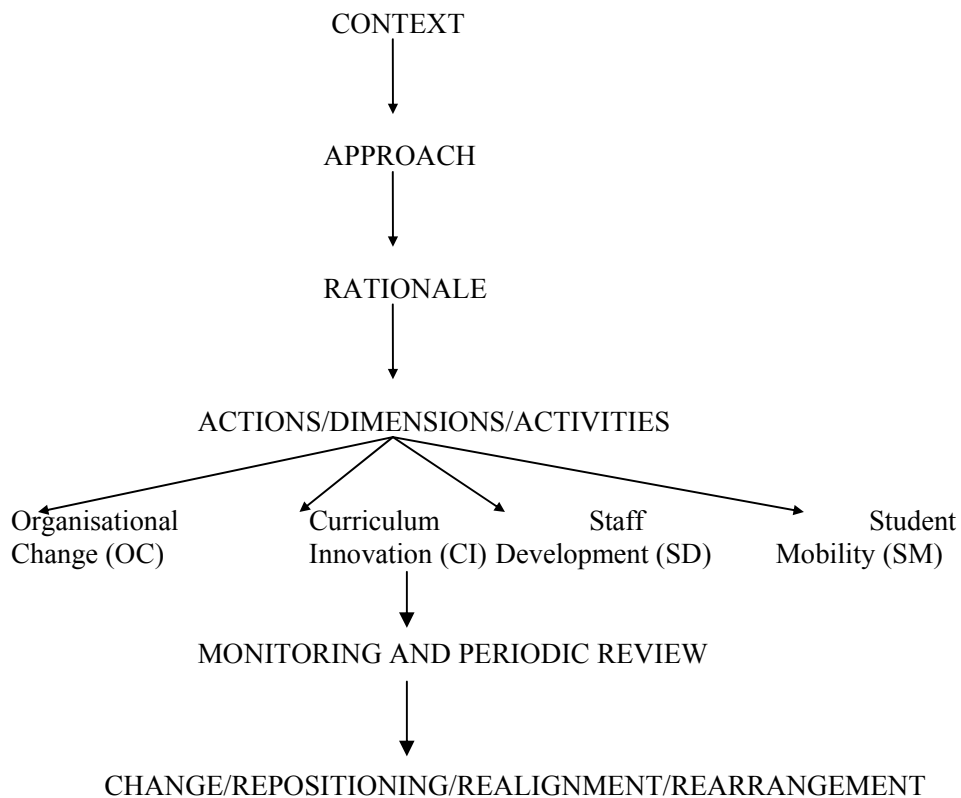 CONTEXT
APPROACH
RATIONALE
ACTIONS/DIMENSIONS/ACTIVITIES
Organisational
Change (OC)
Curriculum
Innovation (CI)
Staff
Development (SD)
Student
Mobility (SM)
MONITORING AND PERIODIC REVIEW
CHANGE/REPOSITIONING/REALIGNMENT/REARRANGEMENT